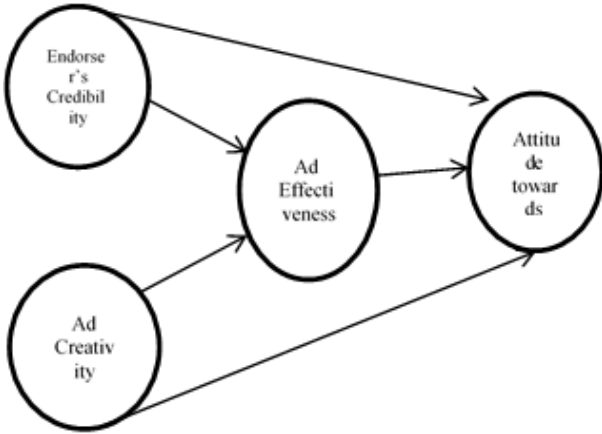 Endorse
r's
Credibil
ity
Ad
Effecti
veness
Attitu
de
towar
ds
Ad
Creativ
ity